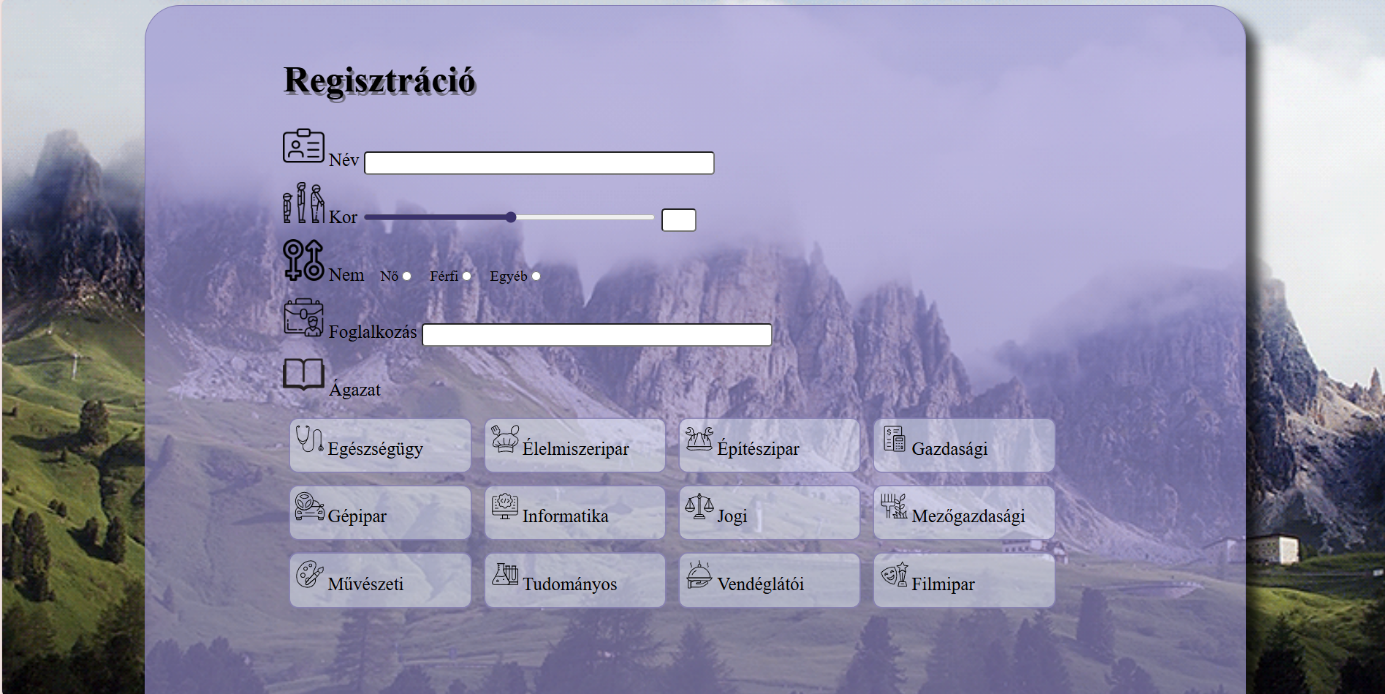 Regisztráció
Név
Kor
Nem Nő Férfi Egyéb
Foglalkozás
Ágazat
Egészségügy Élelmiszeripar Építészipar Gazdasági
Gépipar Informatika Jogi Mezőgazdasági
Művészeti Tudományos Vendéglátói Filmipar